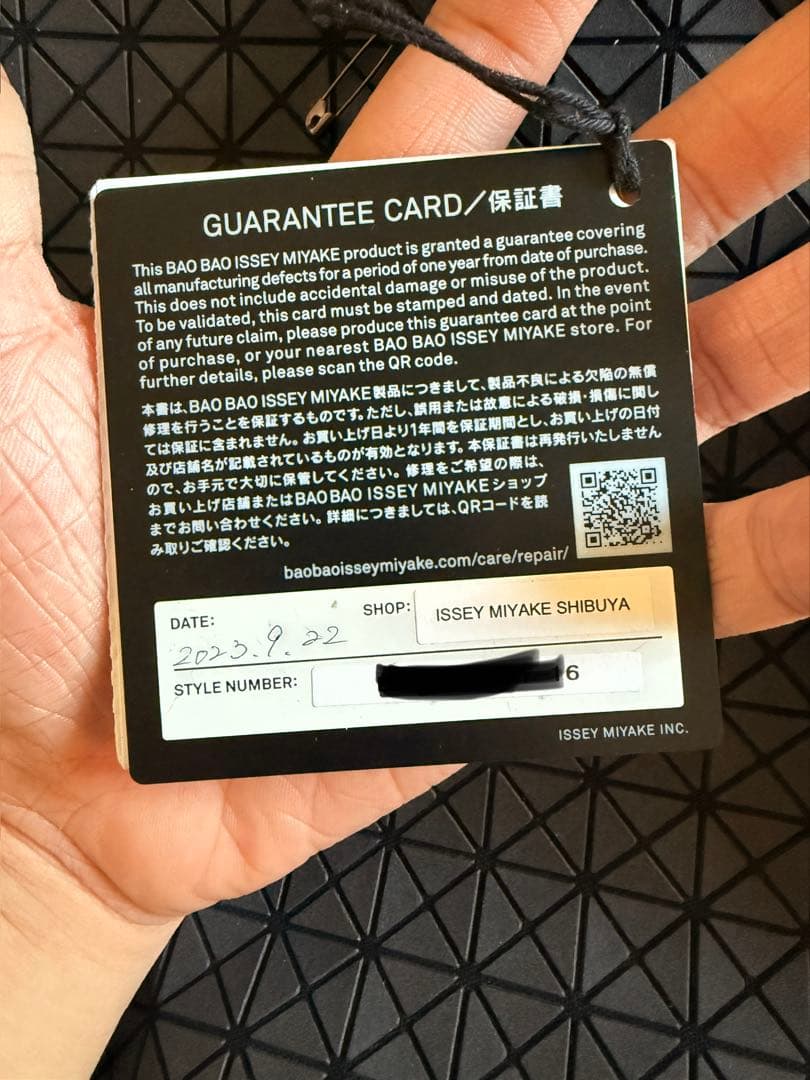 GUARANTEE CARD/保証書
This BAO BAO ISSEY MIYAKE product is granted a guarantee covering
all manufacturing defects for a period of one year from date of purchase.
This does not include accidental damage or misuse of the product.
To be validated, this card must be stamped and dated. In the event
of any future claim, please produce this guarantee card at the point
of purchase, or your nearest BAO BAO ISSEY MIYAKE store. For
further details, please scan the QR code.
本書は、BAO BAO ISSEY MIYAKE製品につきまして、製品不良による欠陥の無償
修理を行うことを保証するものです。ただし、誤用または故意による破損・損傷に関し
ては保証に含まれません。お買い上げ日より1年間を保証期間とし、お買い上げの日付
及び店舗名が記載されているものが有効となります。本保証書は再発行いたしません
ので、お手元で大切に保管してください。修理をご希望の際は、
お買い上げ店舗またはBAO BAO ISSEY MIYAKEショップ
までお問い合わせください。詳細につきましては、QRコードを読
み取りご確認ください。
baobaoisseymiyake.com/care/repair/
DATE: 2023.9.22 SHOP: ISSEY MIYAKE SHIBUYA
STYLE NUMBER: 6
ISSEY MIYAKE INC.